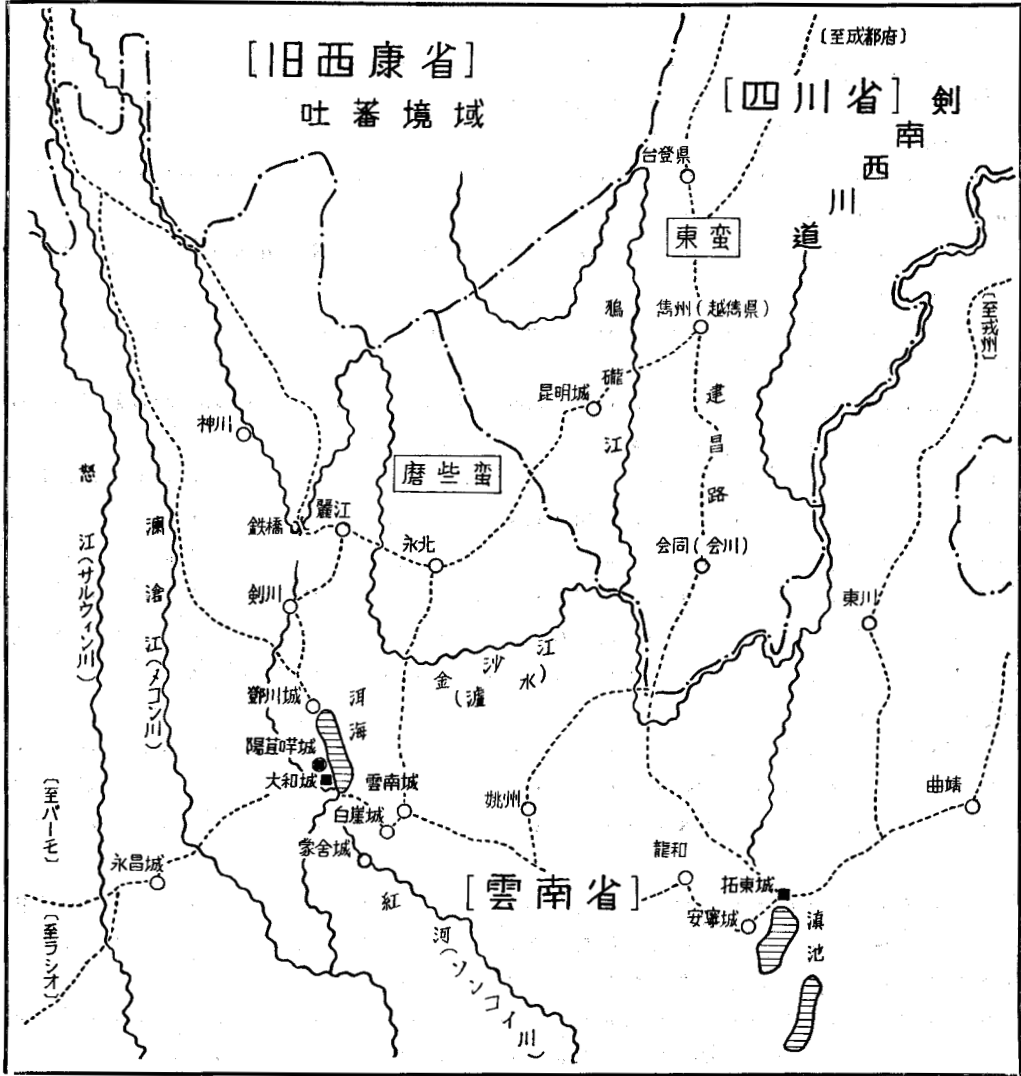 〔至成都府〕
［旧西康省］
吐蕃境域
［四川省］
剣南西川道
台登県
東蛮
雋州（越雋県）
〔至戎州〕
鴉礲江
建昌路
昆明城
神川
磨些蛮
怒江（サルウィン川）
瀾滄江（メコン川）
鉄橋
麗江
永北
会同（会川）
剣川
東川
金沙江
（瀘水）
鄧川城
洱海
陽苴咩城
大和城
雲南城
白崖城
姚州
曲靖
〔至バーモ〕
蒙舎城
龍和
拓東城
永昌城
［雲南省］
安寧城
滇池
〔至ラシオ〕
紅河（ソンコイ川）